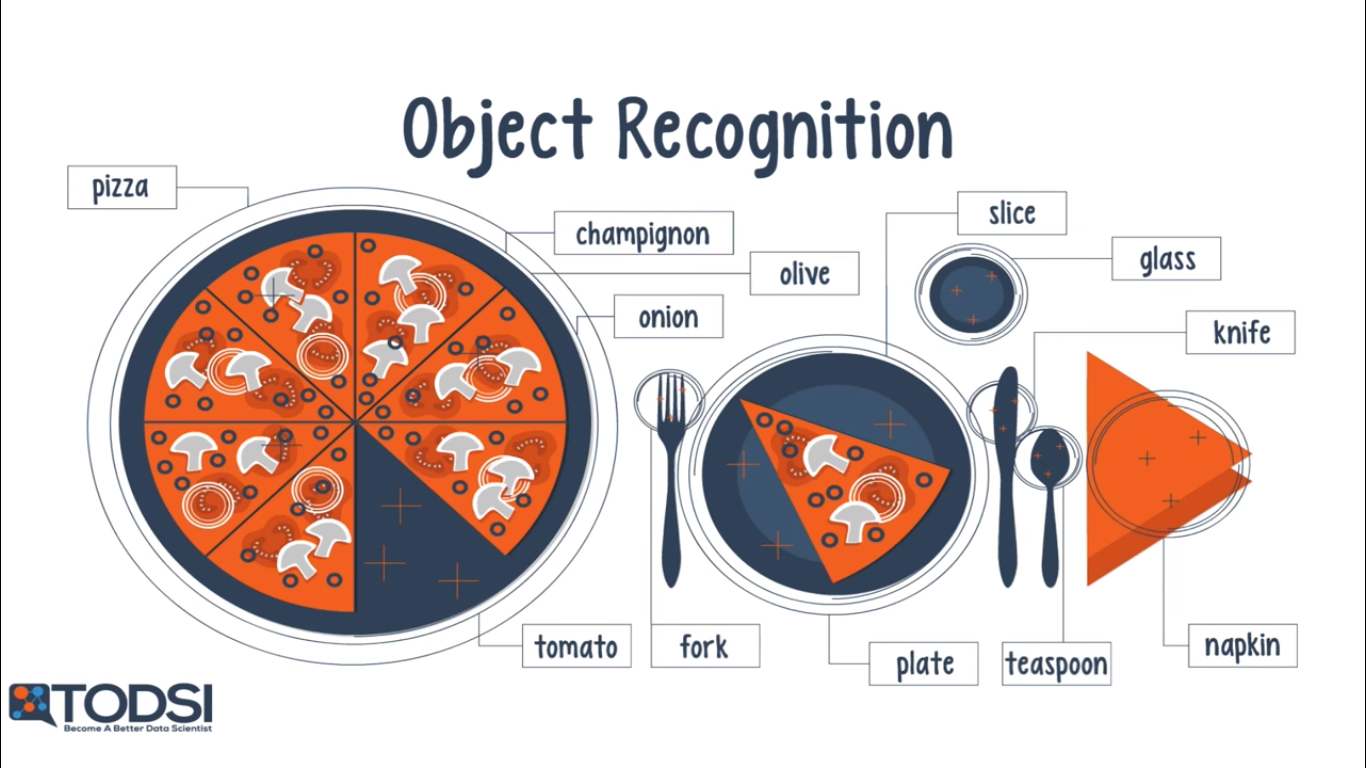 Object Recognition
pizza
champignon
olive
onion
slice
glass
knife
tomato
fork
plate
teaspoon
napkin
TODSI
Become A Better Data Scientist